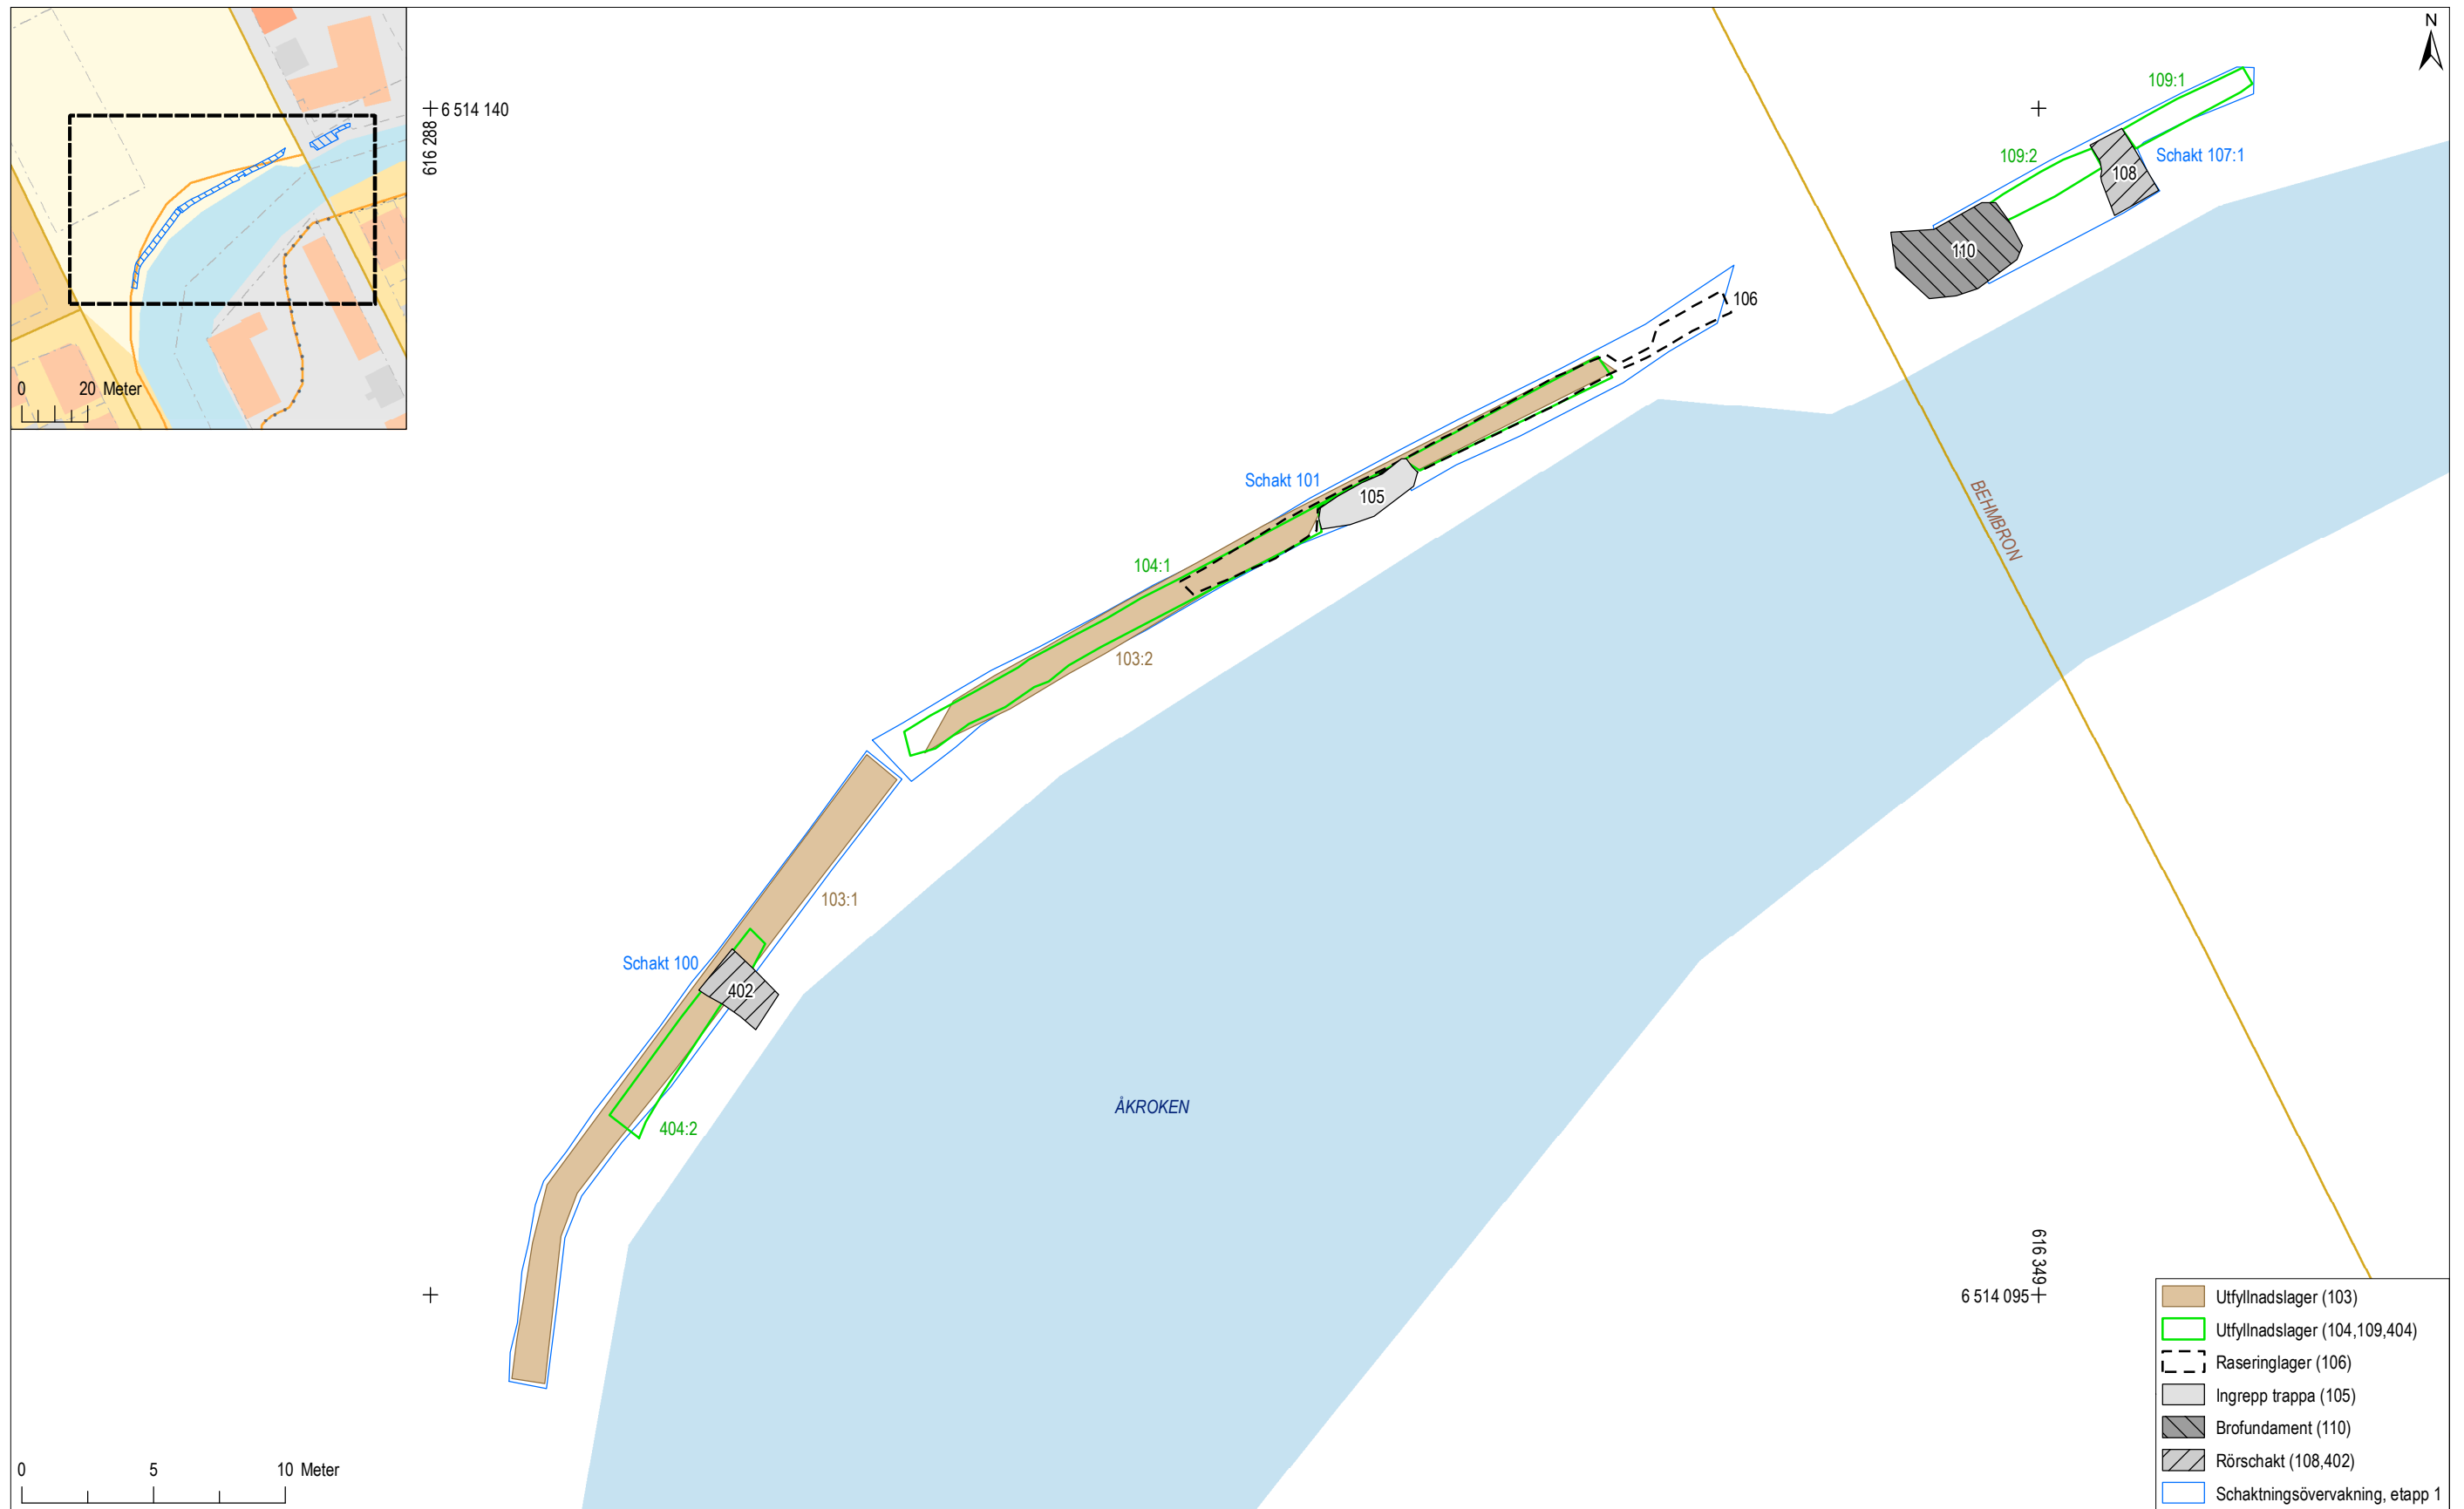 0 20 Meter
6 514 140
616 288
N
109:1
109:2
Schakt 107:1
108
110
106
Schakt 101
105
BEHMBRON
104:1
103:2
103:1
Schakt 100
402
404:2
ÅKROKEN
616 349
6 514 095
Utfyllnadslager (103)
Utfyllnadslager (104,109,404)
Raseringlager (106)
Ingrepp trappa (105)
Brofundament (110)
Rörschakt (108,402)
Schaktningsövervakning, etapp 1
0 5 10 Meter